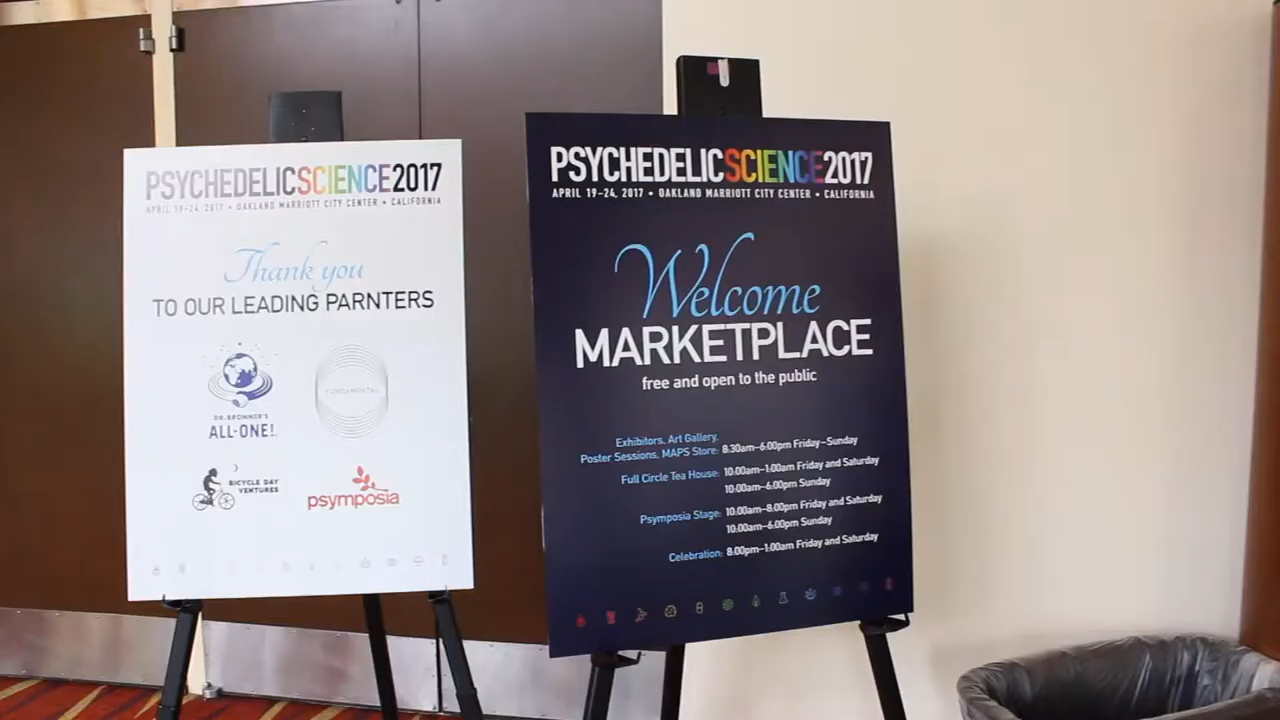 PSYCHEDELICSCIENCE2017
APRIL 19–24, 2017 • OAKLAND MARRIOTT CITY CENTER • CALIFORNIA
Thank you
TO OUR LEADING PARNTERS
DR. BRONNER'S
ALL-ONE!
FUNDAMENTAL
BICYCLE DAY
VENTURES
psymposia
PSYCHEDELICSCIENCE2017
APRIL 19–24, 2017 • OAKLAND MARRIOTT CITY CENTER • CALIFORNIA
Welcome
MARKETPLACE
free and open to the public
Exhibitors, Art Gallery,
Poster Sessions, MAPS Store: 8:30am–6:00pm Friday–Sunday
Full Circle Tea House: 10:00am–1:00am Friday and Saturday
10:00am–6:00pm Sunday
Psymposia Stage: 10:00am–8:00pm Friday and Saturday
10:00am–6:00pm Sunday
Celebration: 8:00pm–1:00am Friday and Saturday